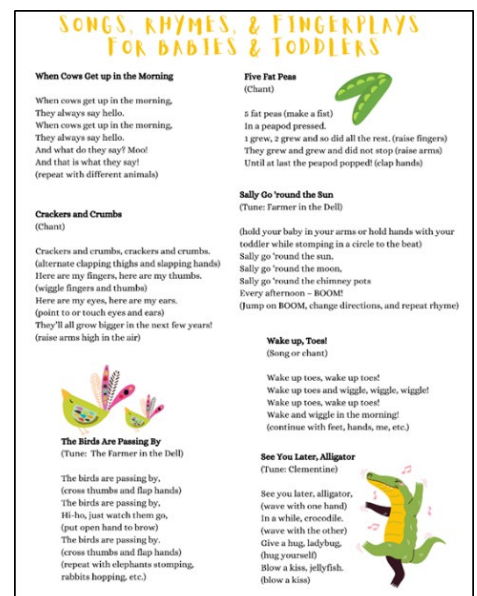 SONGS, RHYMES, & FINGERPLAYS
FOR BABIES & TODDLERS
When Cows Get up in the Morning
When cows get up in the morning,
They always say hello.
When cows get up in the morning,
They always say hello.
And what do they say? Moo!
And that is what they say!
(repeat with different animals)
Crackers and Crumbs
(Chant)
Crackers and crumbs, crackers and crumbs.
(alternate clapping thighs and slapping hands)
Here are my fingers, here are my thumbs.
(wiggle fingers and thumbs)
Here are my eyes, here are my ears.
(point to or touch eyes and ears)
They'll all grow bigger in the next few years!
(raise arms high in the air)
The Birds Are Passing By
(Tune: The Farmer in the Dell)
The birds are passing by,
(cross thumbs and flap hands)
The birds are passing by,
Hi-ho, just watch them go,
(put open hand to brow)
The birds are passing by.
(cross thumbs and flap hands)
(repeat with elephants stomping,
rabbits hopping, etc.)
Five Fat Peas
(Chant)
5 fat peas (make a fist)
In a peapod pressed.
1 grew, 2 grew and so did all the rest. (raise fingers)
They grew and grew and did not stop (raise arms)
Until at last the peapod popped! (clap hands)
Sally Go 'round the Sun
(Tune: Farmer in the Dell)
(hold your baby in your arms or hold hands with your
toddler while stomping in a circle to the beat)
Sally go 'round the sun,
Sally go 'round the moon,
Sally go 'round the chimney pots
Every afternoon – BOOM!
(Jump on BOOM, change directions, and repeat rhyme)
Wake up, Toes!
(Song or chant)
Wake up toes, wake up toes!
Wake up toes and wiggle, wiggle, wiggle!
Wake up toes, wake up toes!
Wake and wiggle in the morning!
(continue with feet, hands, me, etc.)
See You Later, Alligator
(Tune: Clementine)
See you later, alligator,
(wave with one hand)
In a while, crocodile.
(wave with the other)
Give a hug, ladybug,
(hug yourself)
Blow a kiss, jellyfish.
(blow a kiss)